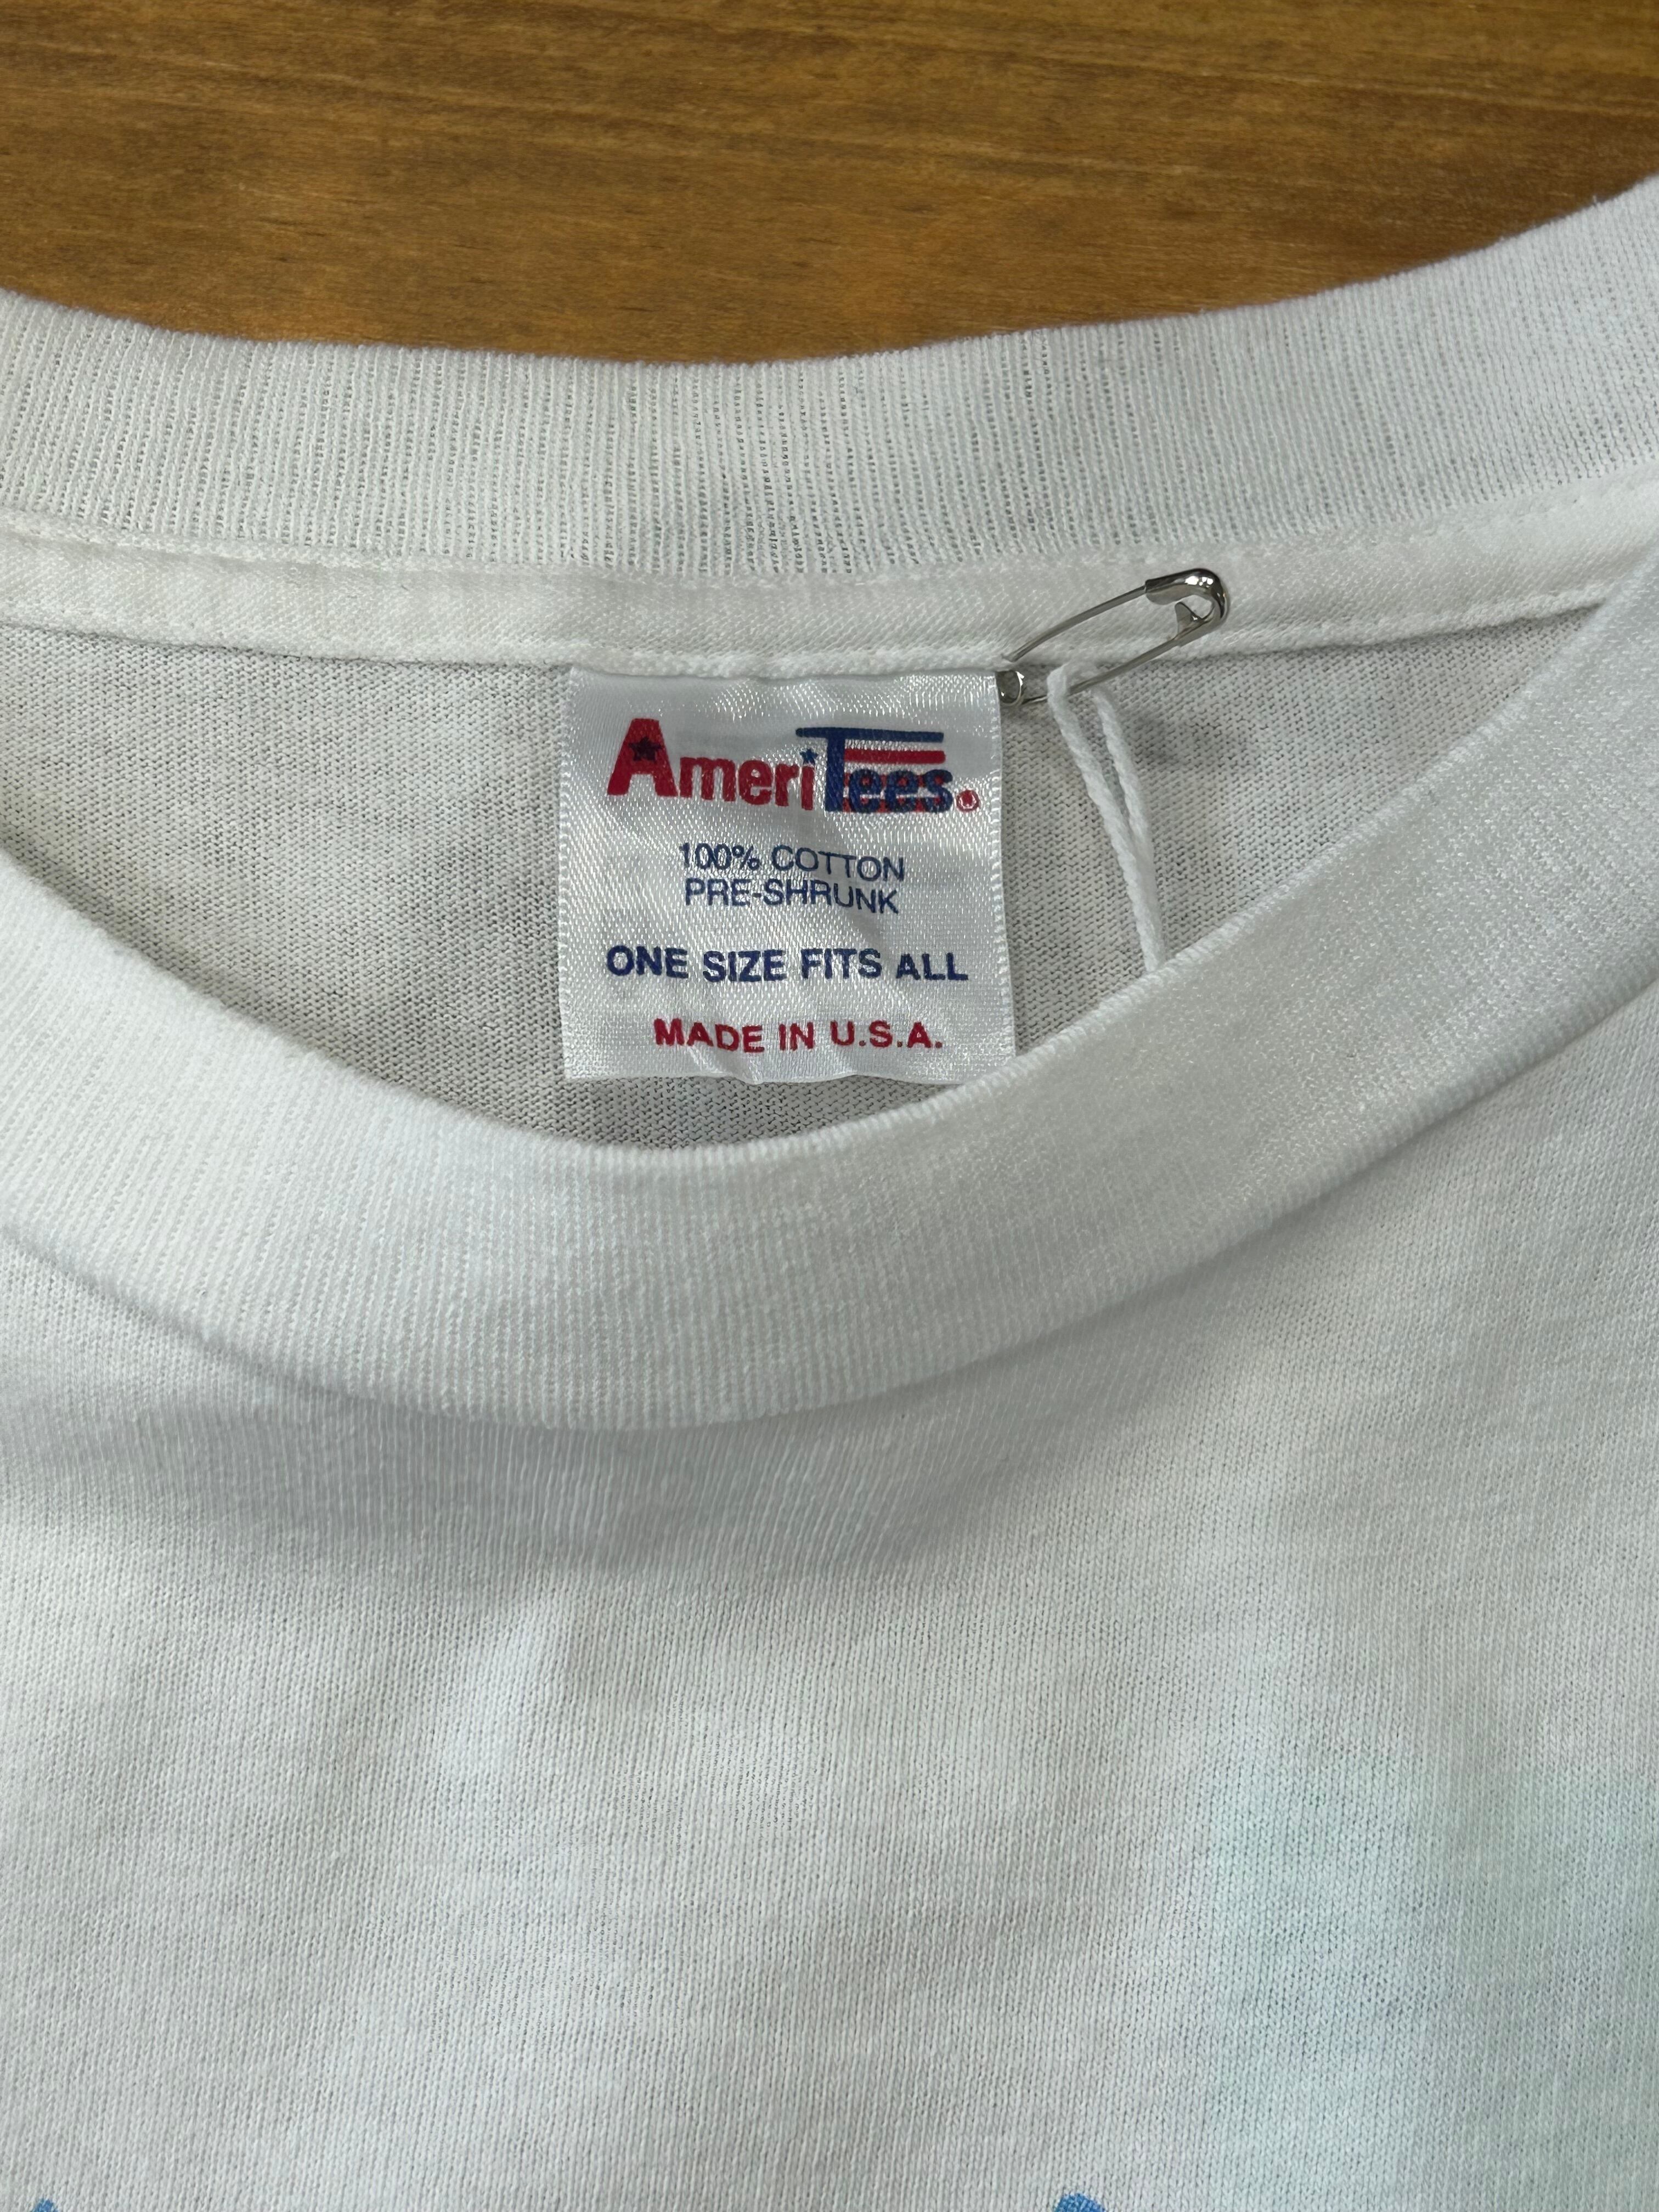 AmeriTees®
100% COTTON
PRE-SHRUNK
ONE SIZE FITS ALL
MADE IN U.S.A.